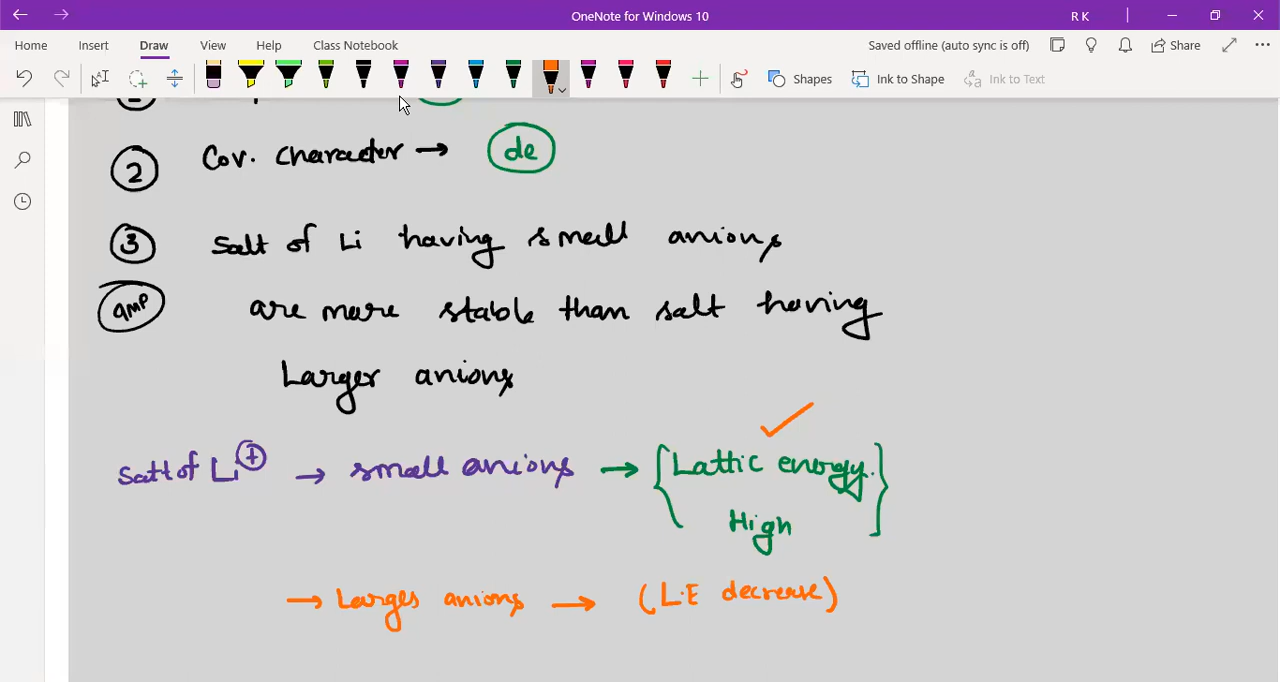 OneNote for Windows 10
R K
Home Insert Draw View Help Class Notebook
Saved offline (auto sync is off) Share
Shapes Ink to Shape Ink to Text
2 Cov. character → de
3 Salt of Li having small anions
Imp are more stable than salt having
Larger anions
Salt of Li+ → small anions → {Lattic energy.
High}
→ Larges anions → (L.E decrease)